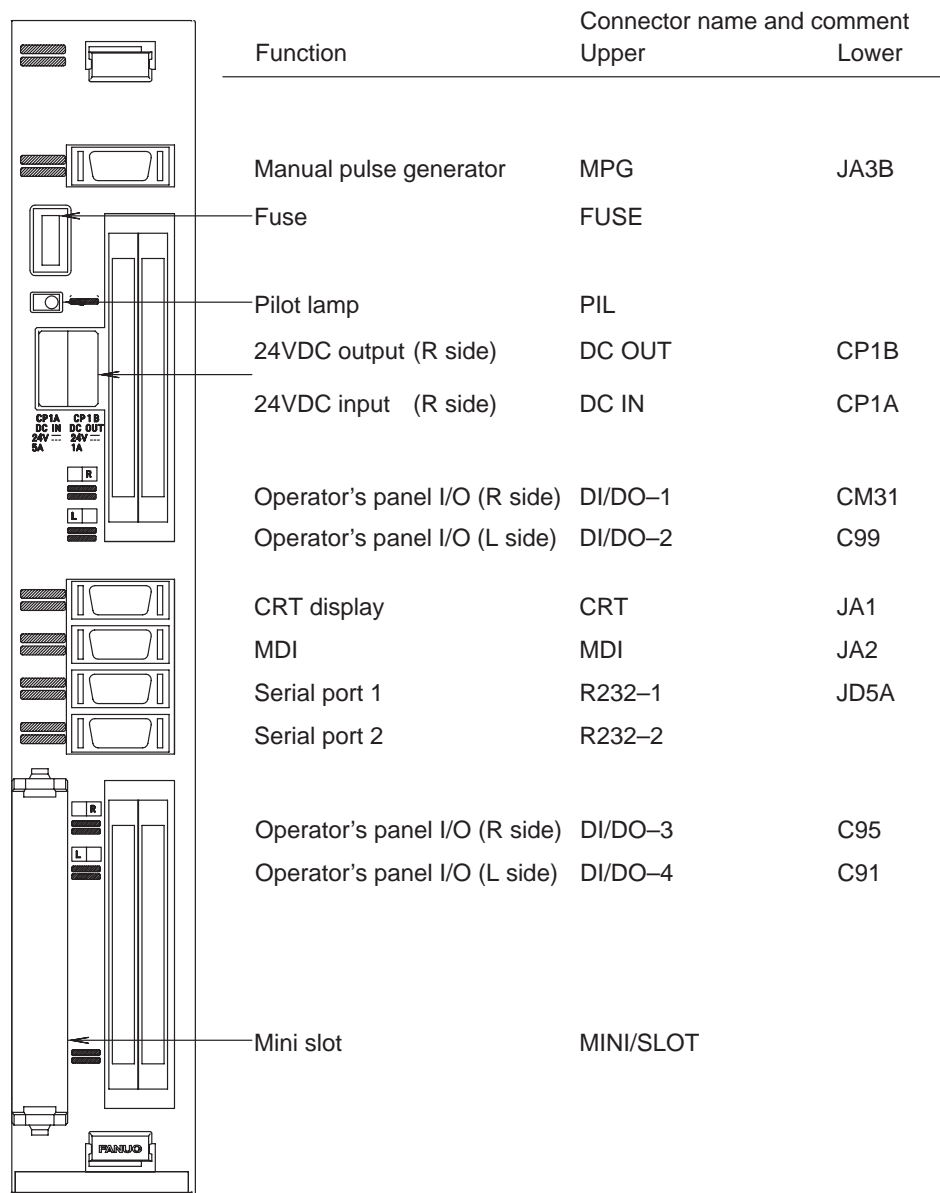 Connector name and comment
Function Upper Lower
Manual pulse generator MPG JA3B
Fuse FUSE
Pilot lamp PIL
24VDC output (R side) DC OUT CP1B
24VDC input (R side) DC IN CP1A
CP1A CP1B
DC IN DC OUT
24V 24V
5A 1A
R
Operator's panel I/O (R side) DI/DO–1 CM31
L
Operator's panel I/O (L side) DI/DO–2 C99
CRT display CRT JA1
MDI MDI JA2
Serial port 1 R232–1 JD5A
Serial port 2 R232–2
R
Operator's panel I/O (R side) DI/DO–3 C95
L
Operator's panel I/O (L side) DI/DO–4 C91
Mini slot MINI/SLOT
FANUC